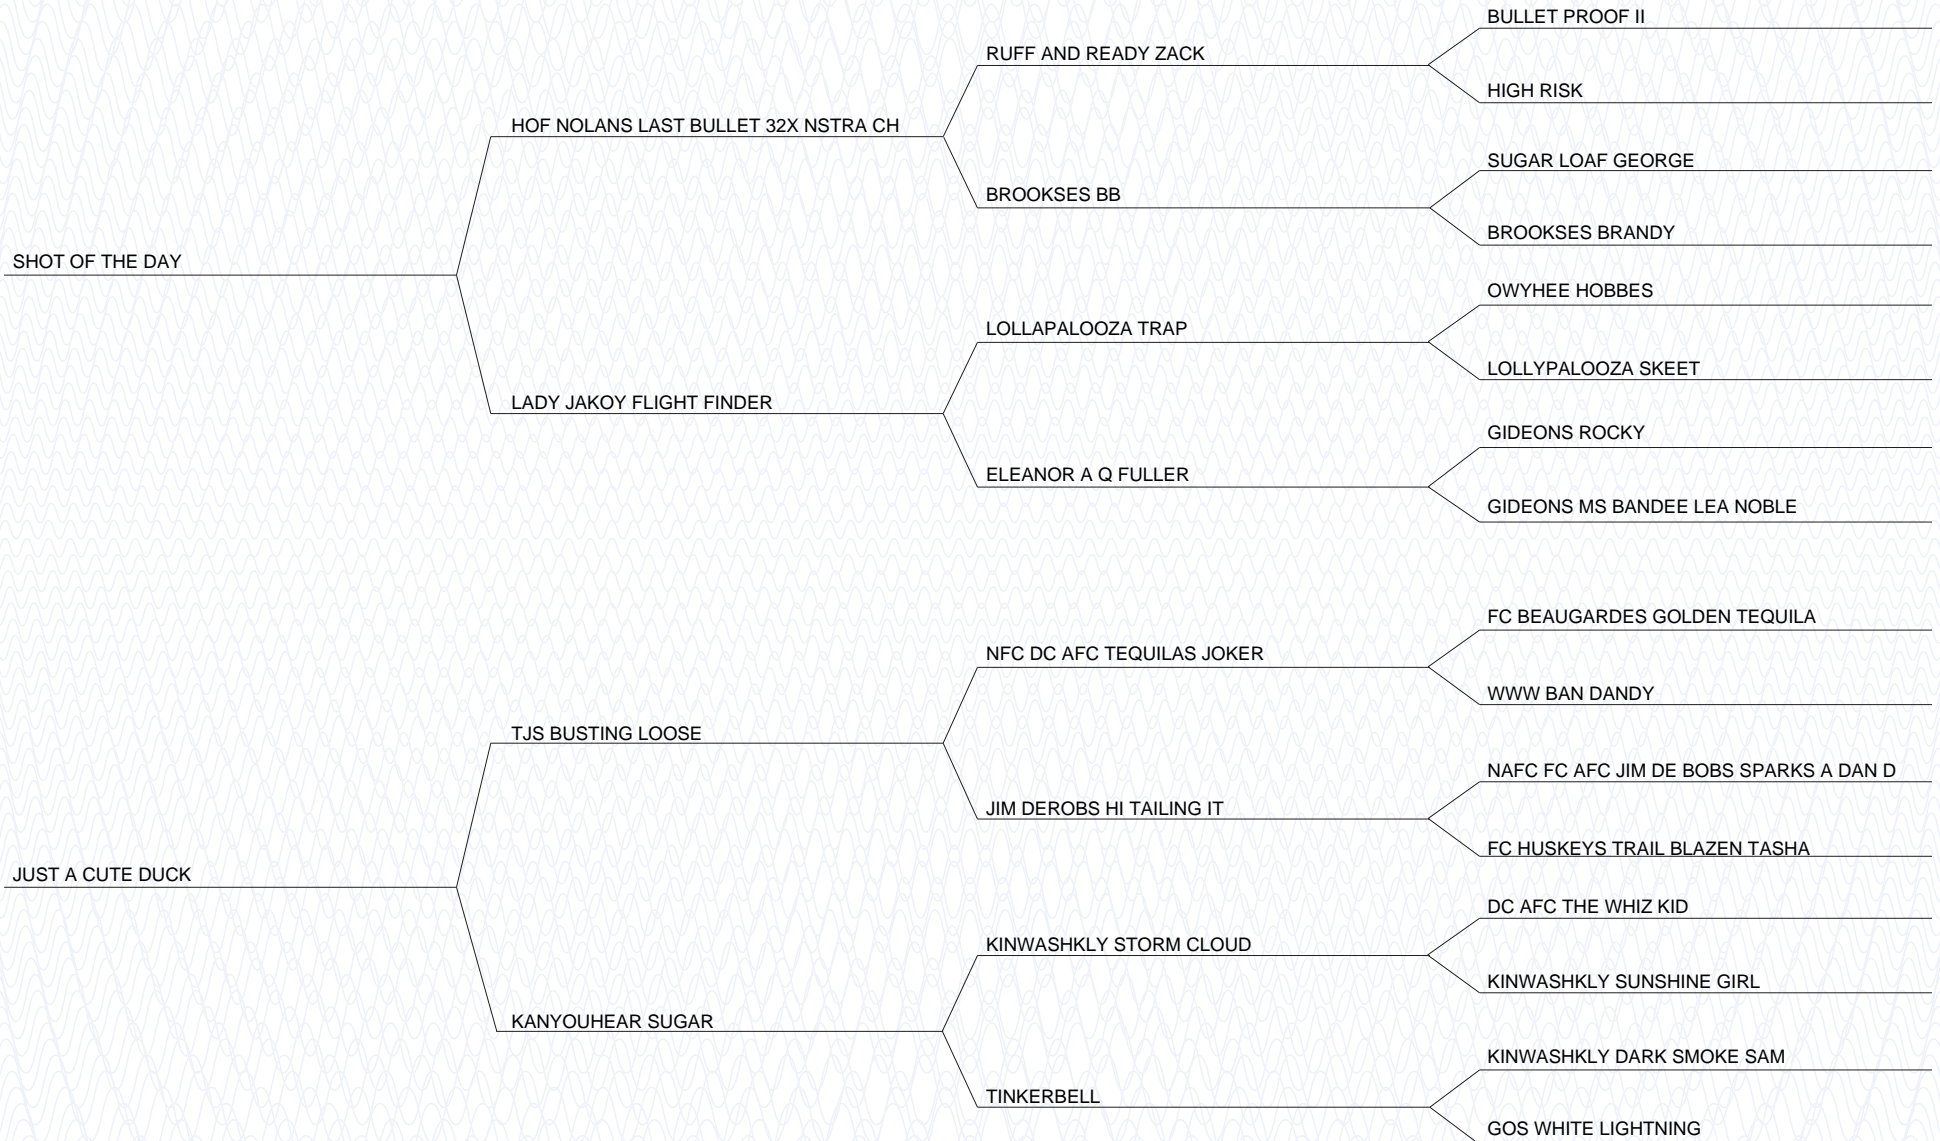 BULLET PROOF II
RUFF AND READY ZACK
HIGH RISK
HOF NOLANS LAST BULLET 32X NSTRA CH
SUGAR LOAF GEORGE
BROOKSES BB
BROOKSES BRANDY
SHOT OF THE DAY
OWYHEE HOBBES
LOLLAPALOOZA TRAP
LOLLYPALOOZA SKEET
LADY JAKOY FLIGHT FINDER
GIDEONS ROCKY
ELEANOR A Q FULLER
GIDEONS MS BANDEE LEA NOBLE
FC BEAUGARDES GOLDEN TEQUILA
NFC DC AFC TEQUILAS JOKER
WWW BAN DANDY
TJS BUSTING LOOSE
NAFC FC AFC JIM DE BOBS SPARKS A DAN D
JIM DEROBS HI TAILING IT
FC HUSKEYS TRAIL BLAZEN TASHA
JUST A CUTE DUCK
DC AFC THE WHIZ KID
KINWASHKLY STORM CLOUD
KINWASHKLY SUNSHINE GIRL
KANYOUHEAR SUGAR
KINWASHKLY DARK SMOKE SAM
TINKERBELL
GOS WHITE LIGHTNING